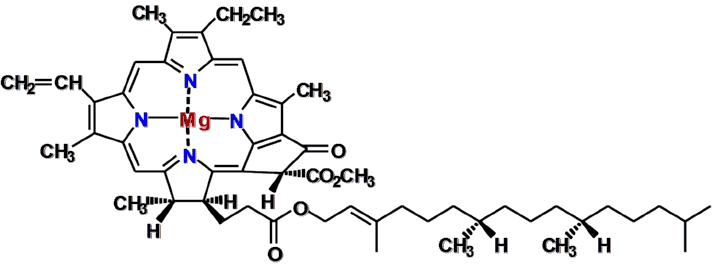 CH₃ CH₂CH₃
CH₂=CH N CH₃
N Mg N
CH₃ N O
CO₂CH₃
CH₃ H H
H O
O CH₃ H CH₃ H